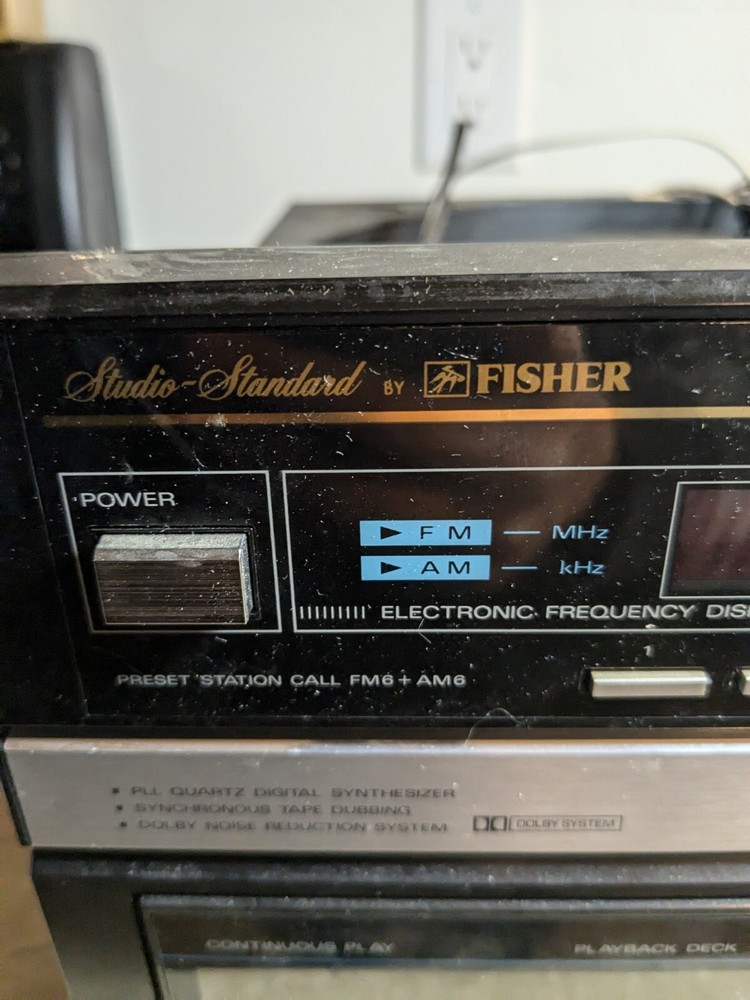 Studio-Standard BY FISHER
POWER
FM — MHz
AM — kHz
ELECTRONIC FREQUENCY
1
PRESET STATION CALL FM6+AM6
PLL QUARTZ DIGITAL SYNTHESIZER
SYNCHRONOUS TAPE DUBBING
DOLBY NOISE REDUCTION SYSTEM DOLBY SYSTEM
CONTINUOUS PLAY PLAYBACK DECK